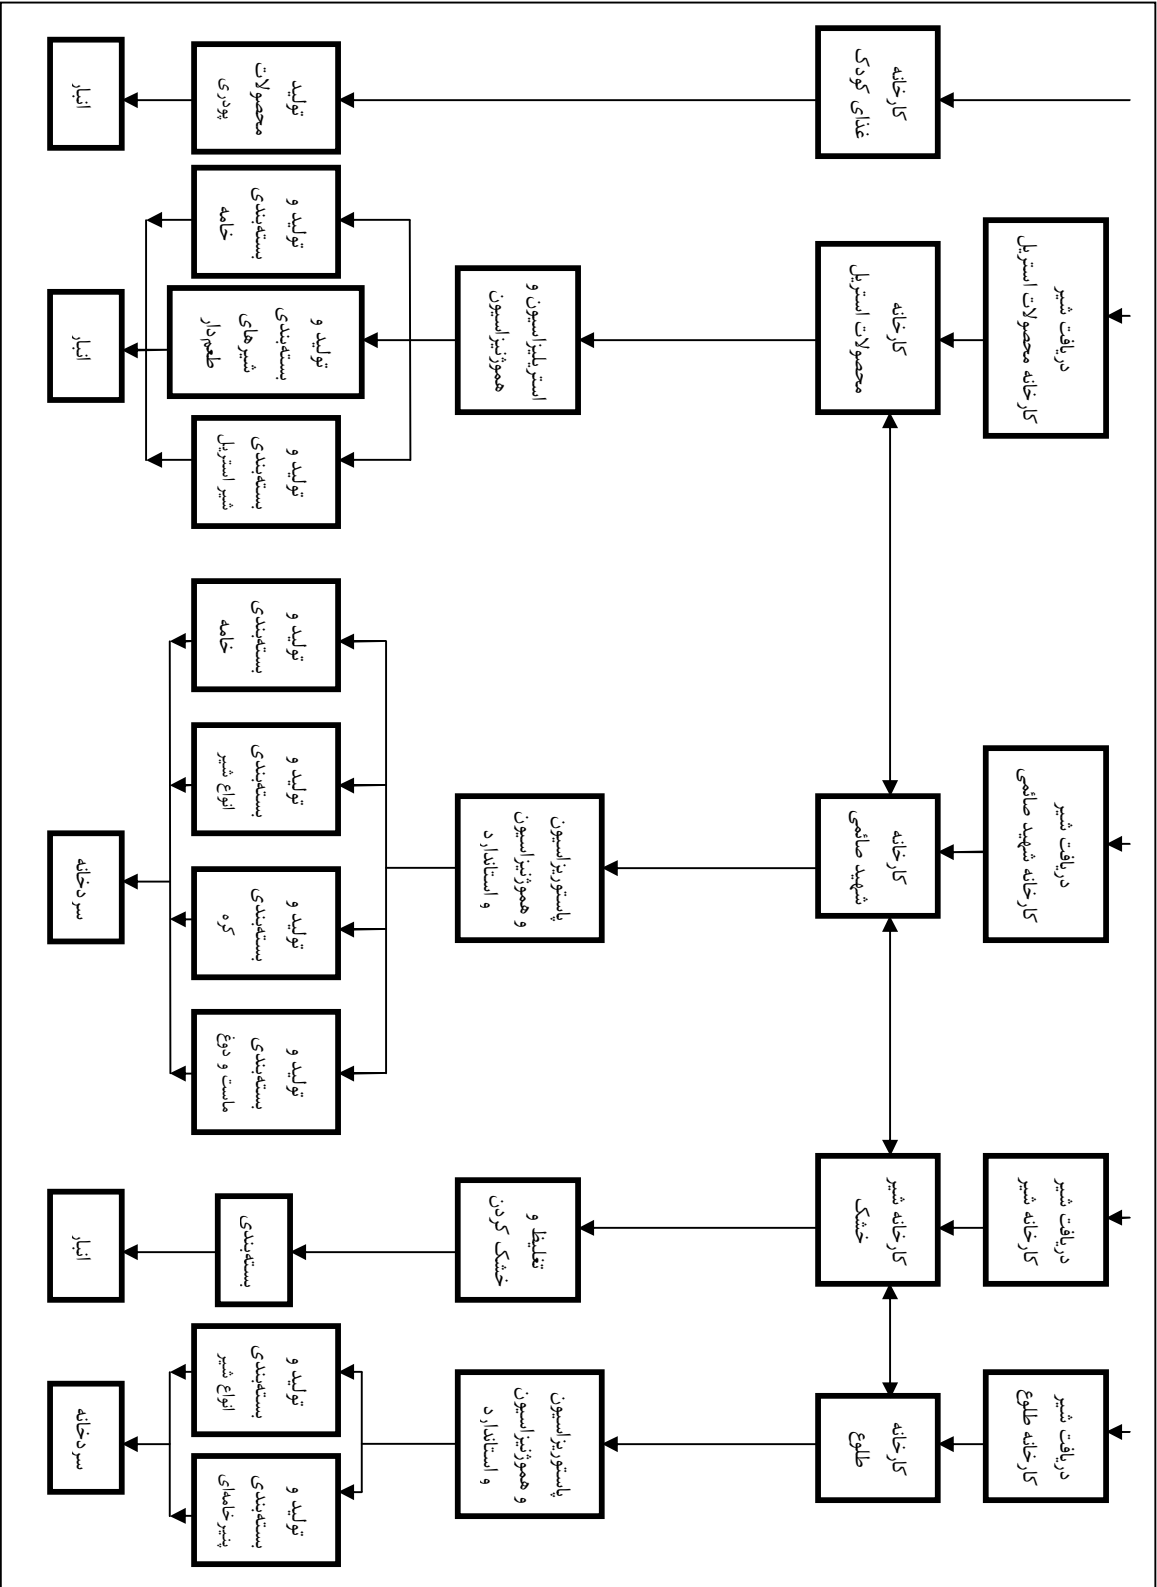 دریافت شیر
کارخانه طلوع
دریافت شیر
کارخانه شیر
دریافت شیر
کارخانه شهید صائمی
دریافت شیر
کارخانه محصولات استریل
کارخانه
طلوع
کارخانه شیر
خشک
کارخانه
شهید صائمی
کارخانه
محصولات استریل
کارخانه
غذای کودک
پاستوریزاسیون
و هموژنیزاسیون
و استاندارد
تغلیظ و
خشک کردن
پاستوریزاسیون
و هموژنیزاسیون
و استاندارد
استریلیزاسیون و
هموژنیزاسیون
تولید و
بسته‌بندی
پنیر خامه‌ای
تولید و
بسته‌بندی
انواع شیر
بسته‌بندی
تولید و
بسته‌بندی
ماست و دوغ
تولید و
بسته‌بندی
کره
تولید و
بسته‌بندی
انواع شیر
تولید و
بسته‌بندی
خامه
تولید و
بسته‌بندی
شیر استریل
تولید و
بسته‌بندی
شیر های
طعم‌دار
تولید و
بسته‌بندی
خامه
تولید
محصولات
پودری
سردخانه
انبار
سردخانه
انبار
انبار